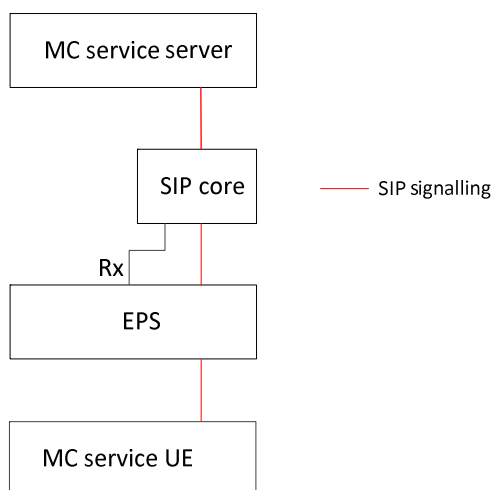 MC service server
SIP core
SIP signalling
Rx
EPS
MC service UE